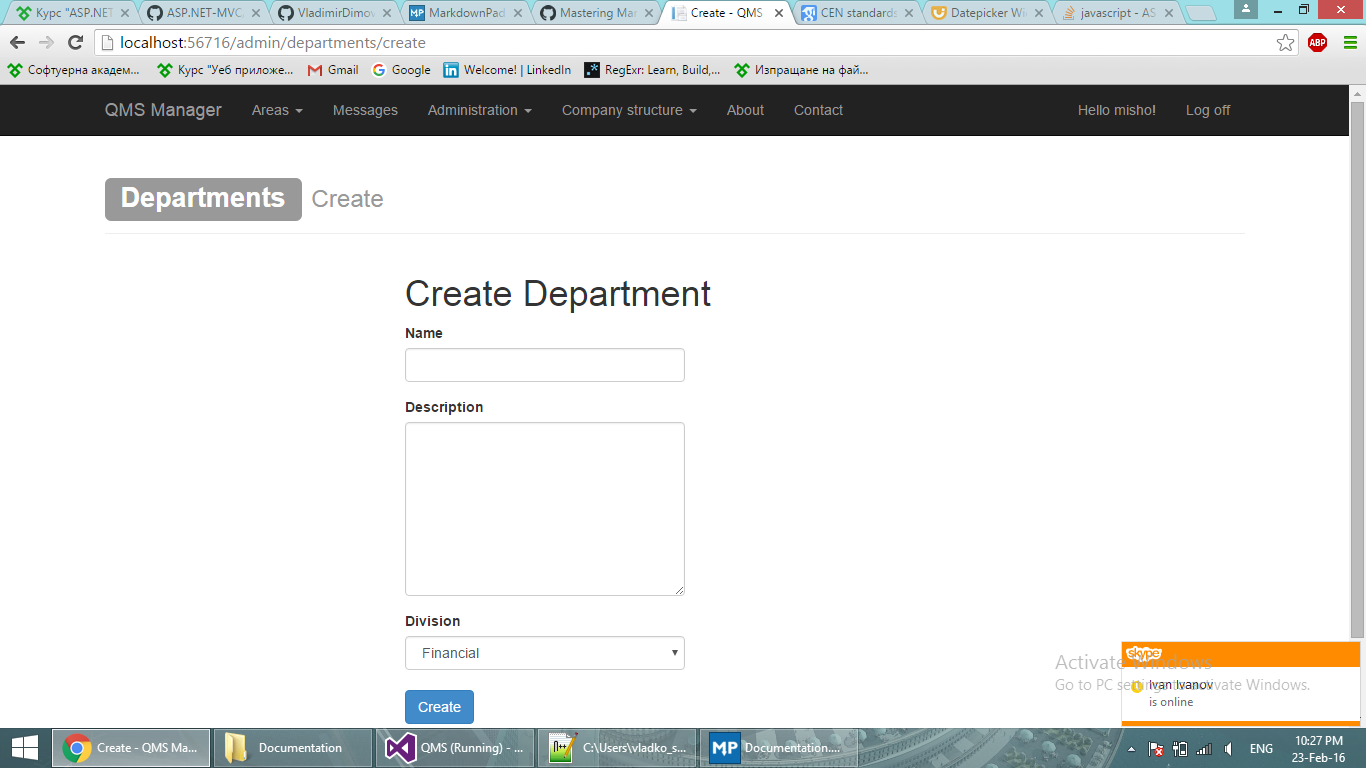 Курс "ASP.NET
ASP.NET-MVC
VladimirDimov
MarkdownPad
Mastering Mar
Create - QMS
CEN standards
Datepicker Wi
javascript - AS
localhost:56716/admin/departments/create
ABP
Софтуерна академ...
Курс "Уеб приложе...
Gmail
Google
Welcome! | LinkedIn
RegExr: Learn, Build,...
Изпращане на фай...
QMS Manager
Areas
Messages
Administration
Company structure
About
Contact
Hello misho!
Log off
Departments Create
Create Department
Name
Description
Division
Financial
Create
skype
Ivan Ivanov
is online
Activate Windows
Go to PC settings to activate Windows.
Create - QMS Ma...
Documentation
QMS (Running) - ...
C:\Users\vladko_s...
MP
Documentation....
ENG
10:27 PM
23-Feb-16